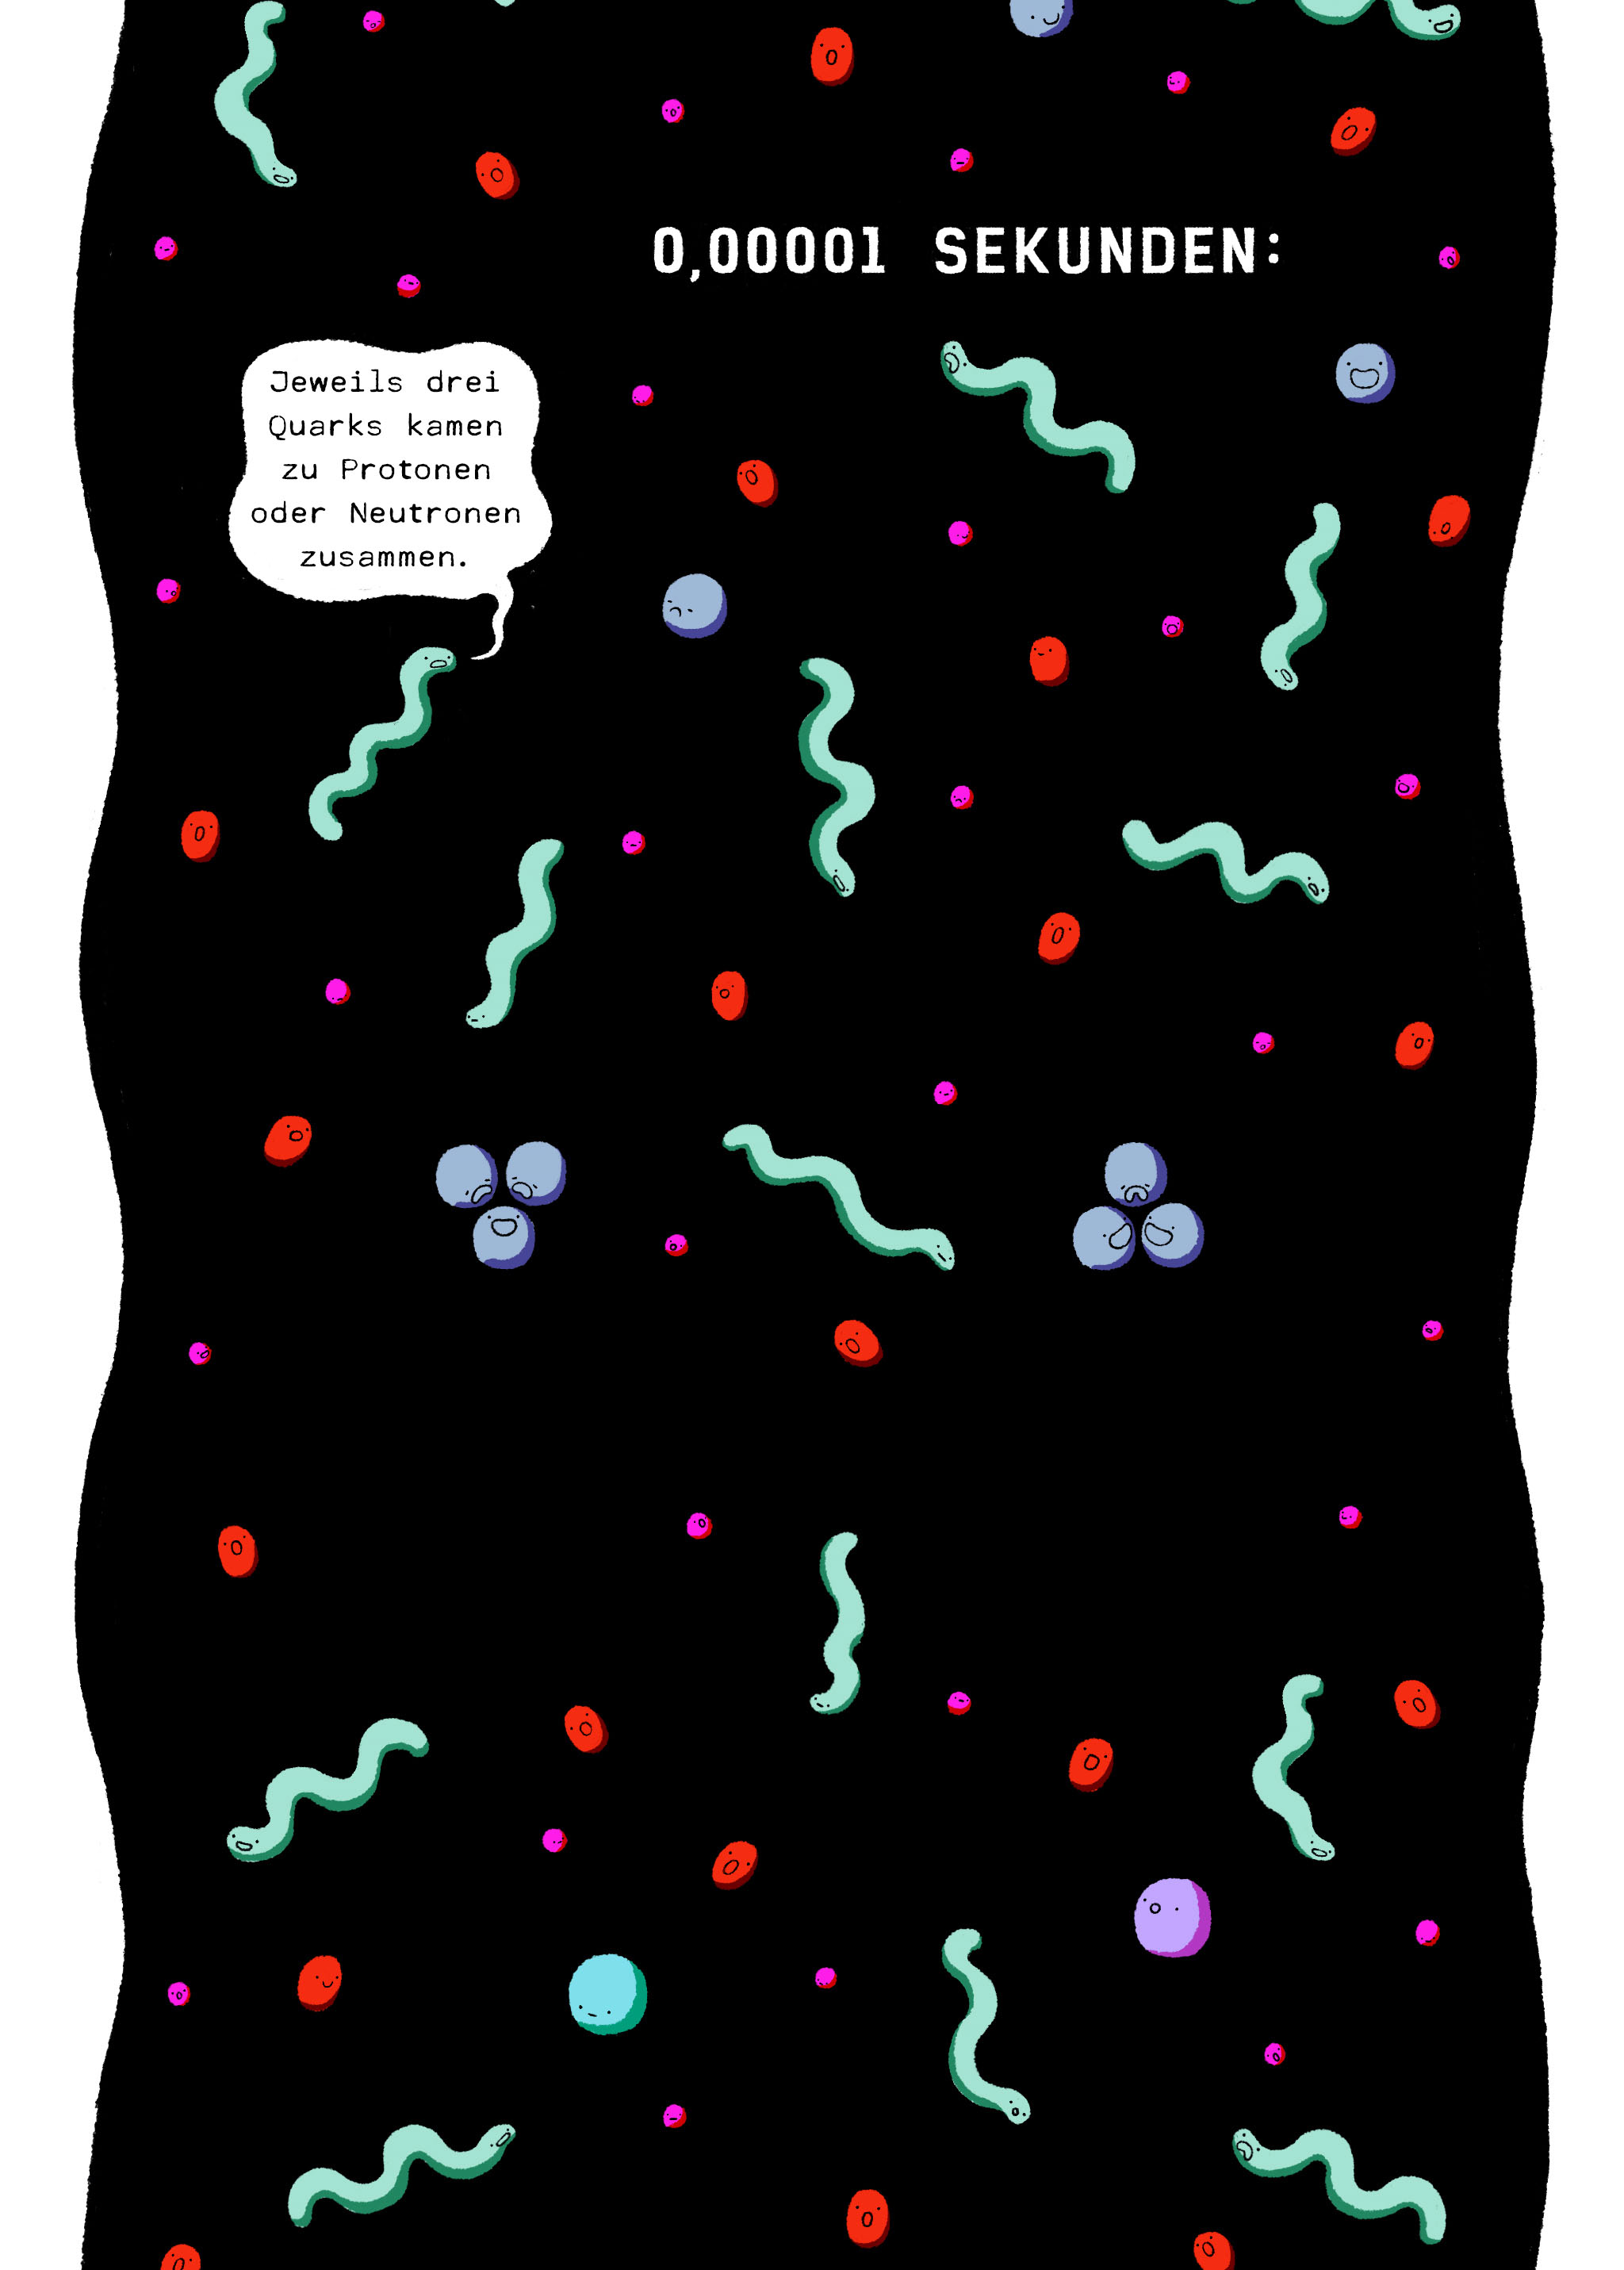 0,00001 SEKUNDEN:
Jeweils drei
Quarks kamen
zu Protonen
oder Neutronen
zusammen.